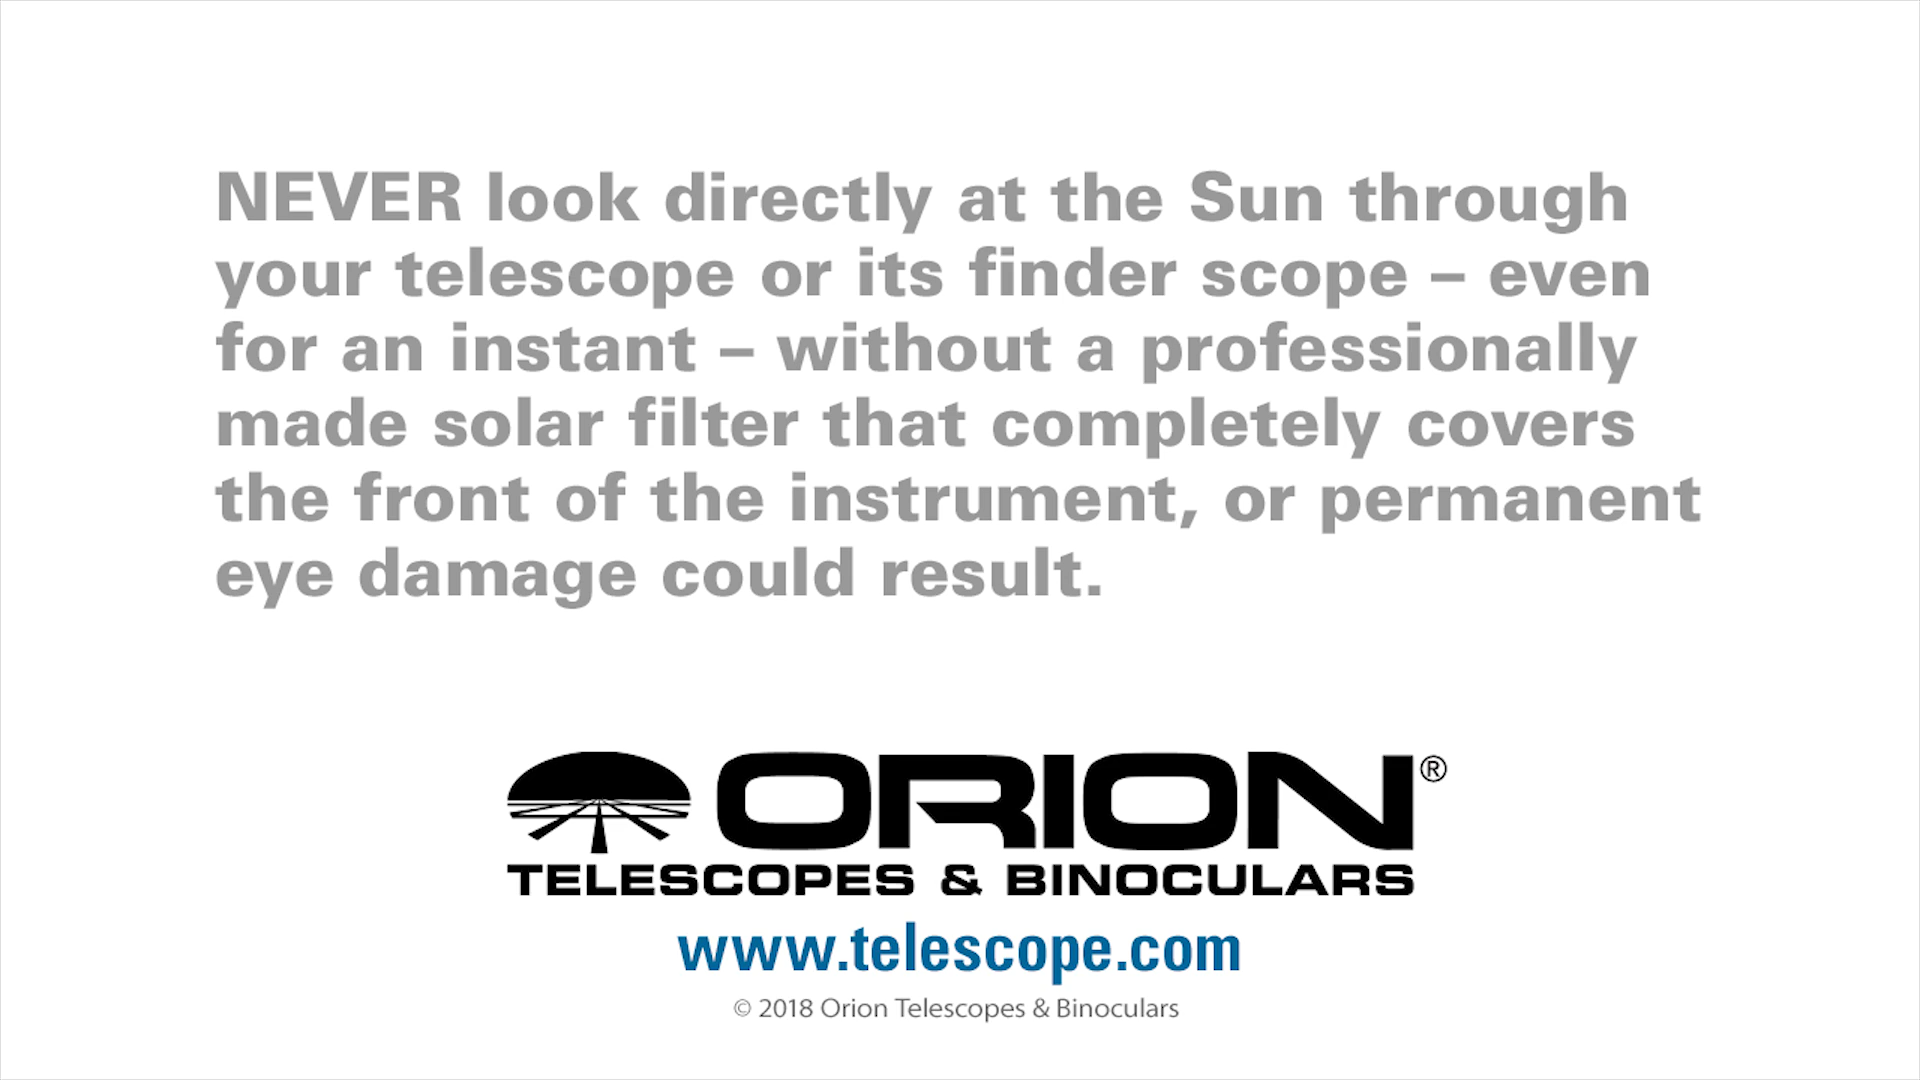 NEVER look directly at the Sun through
your telescope or its finder scope – even
for an instant – without a professionally
made solar filter that completely covers
the front of the instrument, or permanent
eye damage could result.
ORION®
TELESCOPES & BINOCULARS
www.telescope.com
© 2018 Orion Telescopes & Binoculars